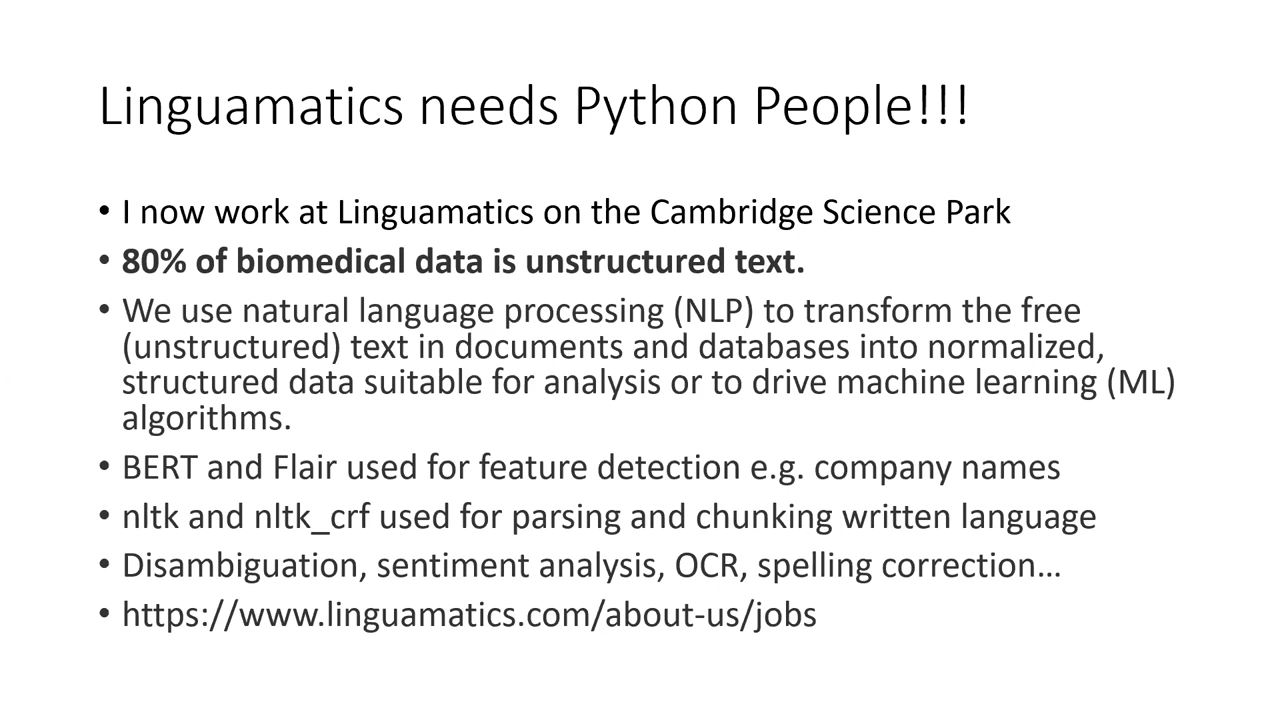 Linguamatics needs Python People!!!
• I now work at Linguamatics on the Cambridge Science Park
• 80% of biomedical data is unstructured text.
• We use natural language processing (NLP) to transform the free
(unstructured) text in documents and databases into normalized,
structured data suitable for analysis or to drive machine learning (ML)
algorithms.
• BERT and Flair used for feature detection e.g. company names
• nltk and nltk_crf used for parsing and chunking written language
• Disambiguation, sentiment analysis, OCR, spelling correction…
• https://www.linguamatics.com/about-us/jobs